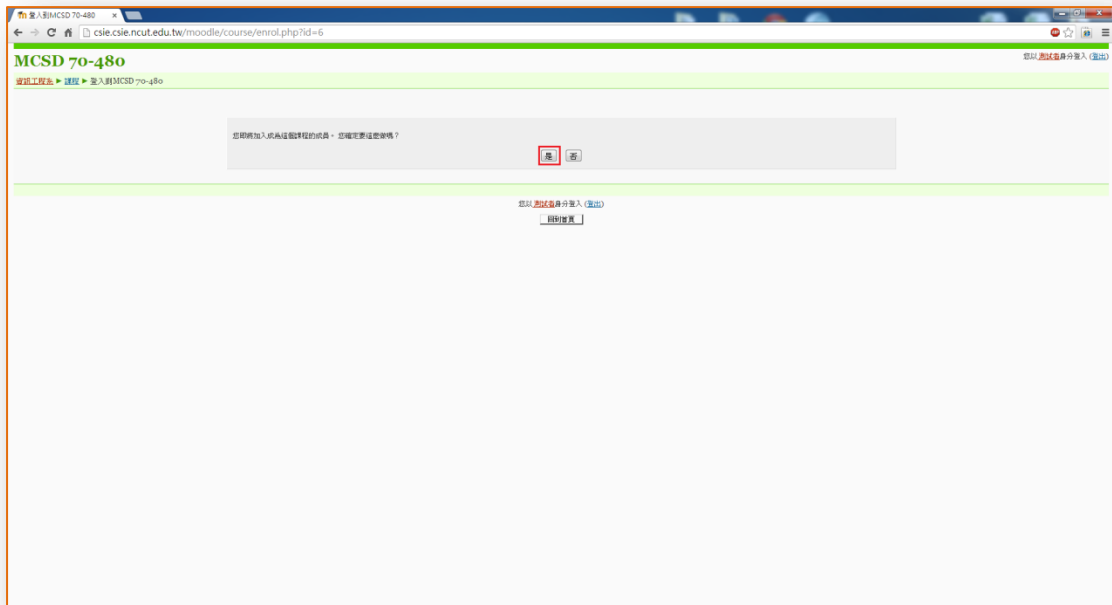 登入到MCSD 70-480
csie.csie.ncut.edu.tw/moodle/course/enrol.php?id=6
MCSD 70-480
您以 測試者身分登入 (登出)
資訊工程系 ► 課程 ► 登入到MCSD 70-480
您即將加入成為這個課程的成員。 您確定要這麼做嗎？
是 否
您以 測試者身分登入 (登出)
回到首頁